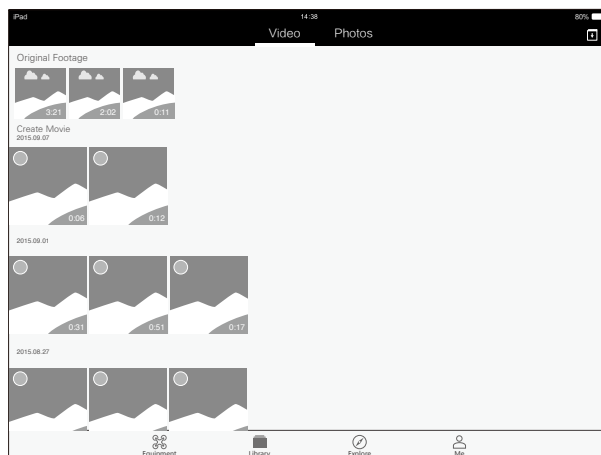 iPad 14:38 80%
Video Photos
Original Footage
3:21 2:02 0:11
Create Movie
2015.09.07
0:06 0:12
2015.09.01
0:31 0:51 0:17
2015.08.27
Equipment Library Explore Me